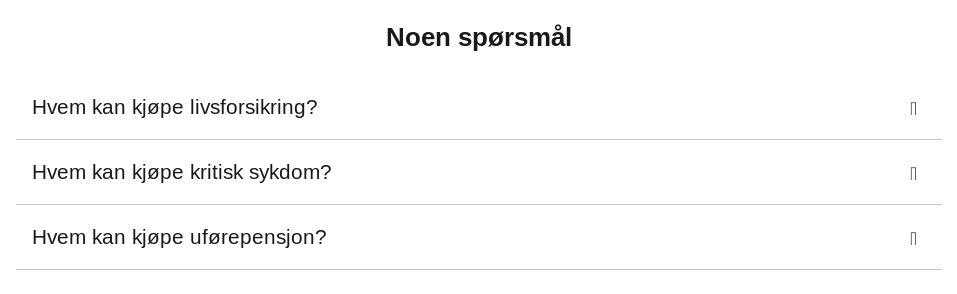 Noen spørsmål
Hvem kan kjøpe livsforsikring?
Hvem kan kjøpe kritisk sykdom?
Hvem kan kjøpe uførepensjon?